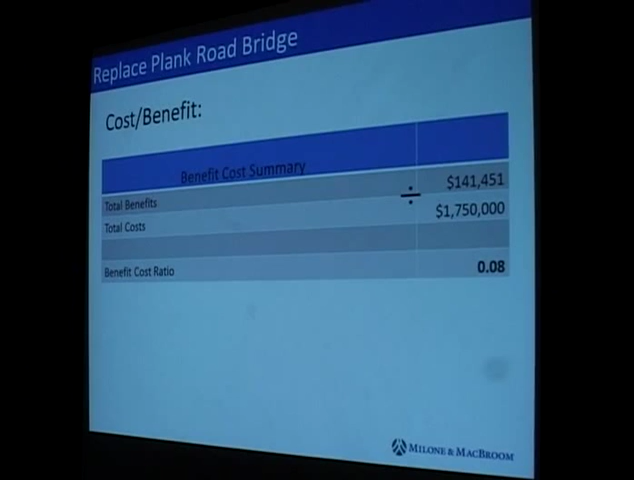 Replace Plank Road Bridge
Cost/Benefit:
Benefit Cost Summary
Total Benefits $141,451
÷
Total Costs $1,750,000
Benefit Cost Ratio 0.08
MILONE & MACBROOM